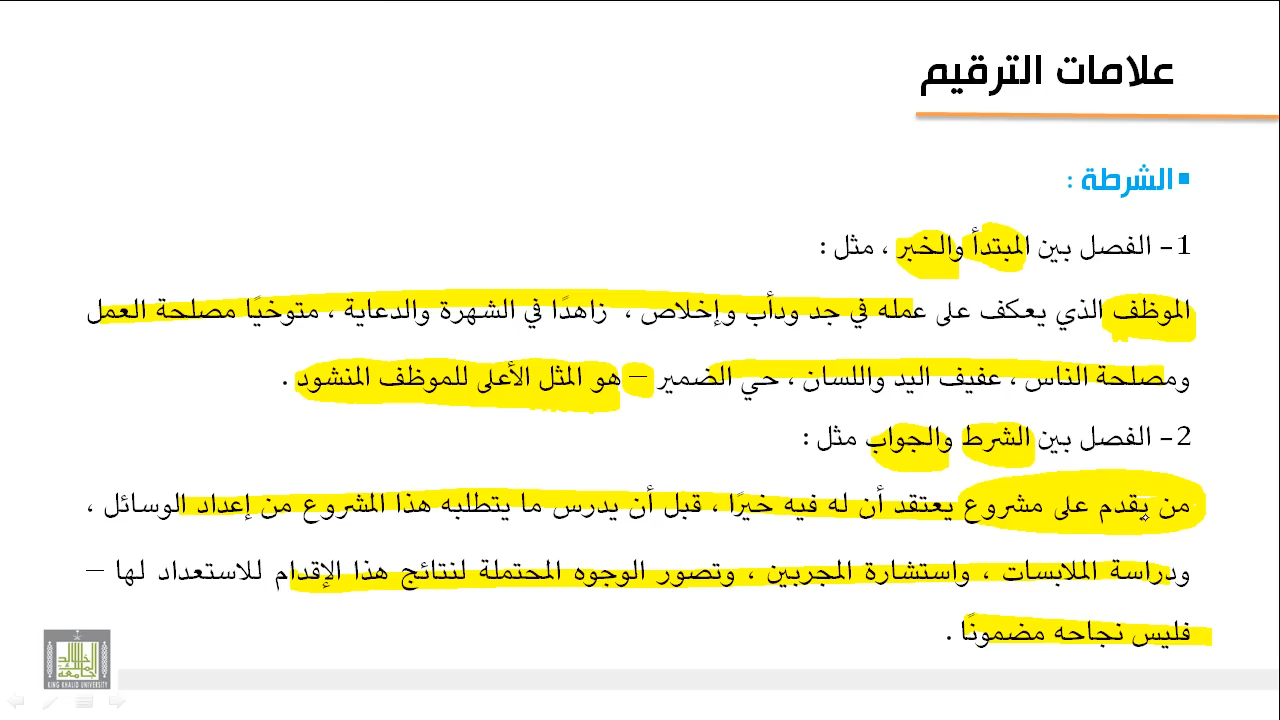 علامات الترقيم
▪ الشرطة :
1- الفصل بين المبتدأ والخبر ، مثل :
الموظف الذي يعكف على عمله في جد ودأب وإخلاص ، زاهدًا في الشهرة والدعاية ، متوخيًا مصلحة العمل
ومصلحة الناس ، عفيف اليد واللسان ، حي الضمير – هو المثل الأعلى للموظف المنشود .
2- الفصل بين الشرط والجواب مثل :
من يقدم على مشروع يعتقد أن له فيه خيرًا ، قبل أن يدرس ما يتطلبه هذا المشروع من إعداد الوسائل ،
ودراسة الملابسات ، واستشارة المجربين ، وتصور الوجوه المحتملة لنتائج هذا الإقدام للاستعداد لها –
فليس نجاحه مضمونًا .
KING KHALID UNIVERSITY